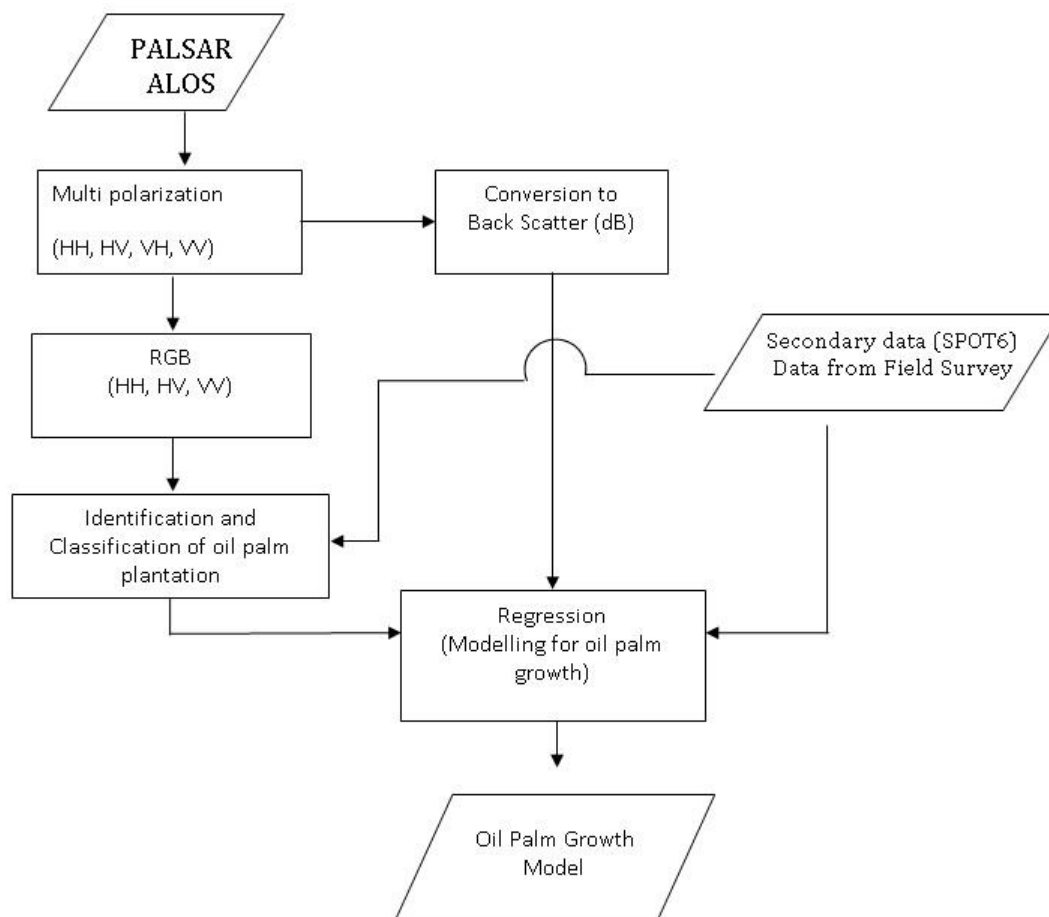 PALSAR
ALOS
Multi polarization
(HH, HV, VH, VV)
Conversion to
Back Scatter (dB)
RGB
(HH, HV, VV)
Secondary data (SPOT6)
Data from Field Survey
Identification and
Classification of oil palm
plantation
Regression
(Modelling for oil palm
growth)
Oil Palm Growth
Model